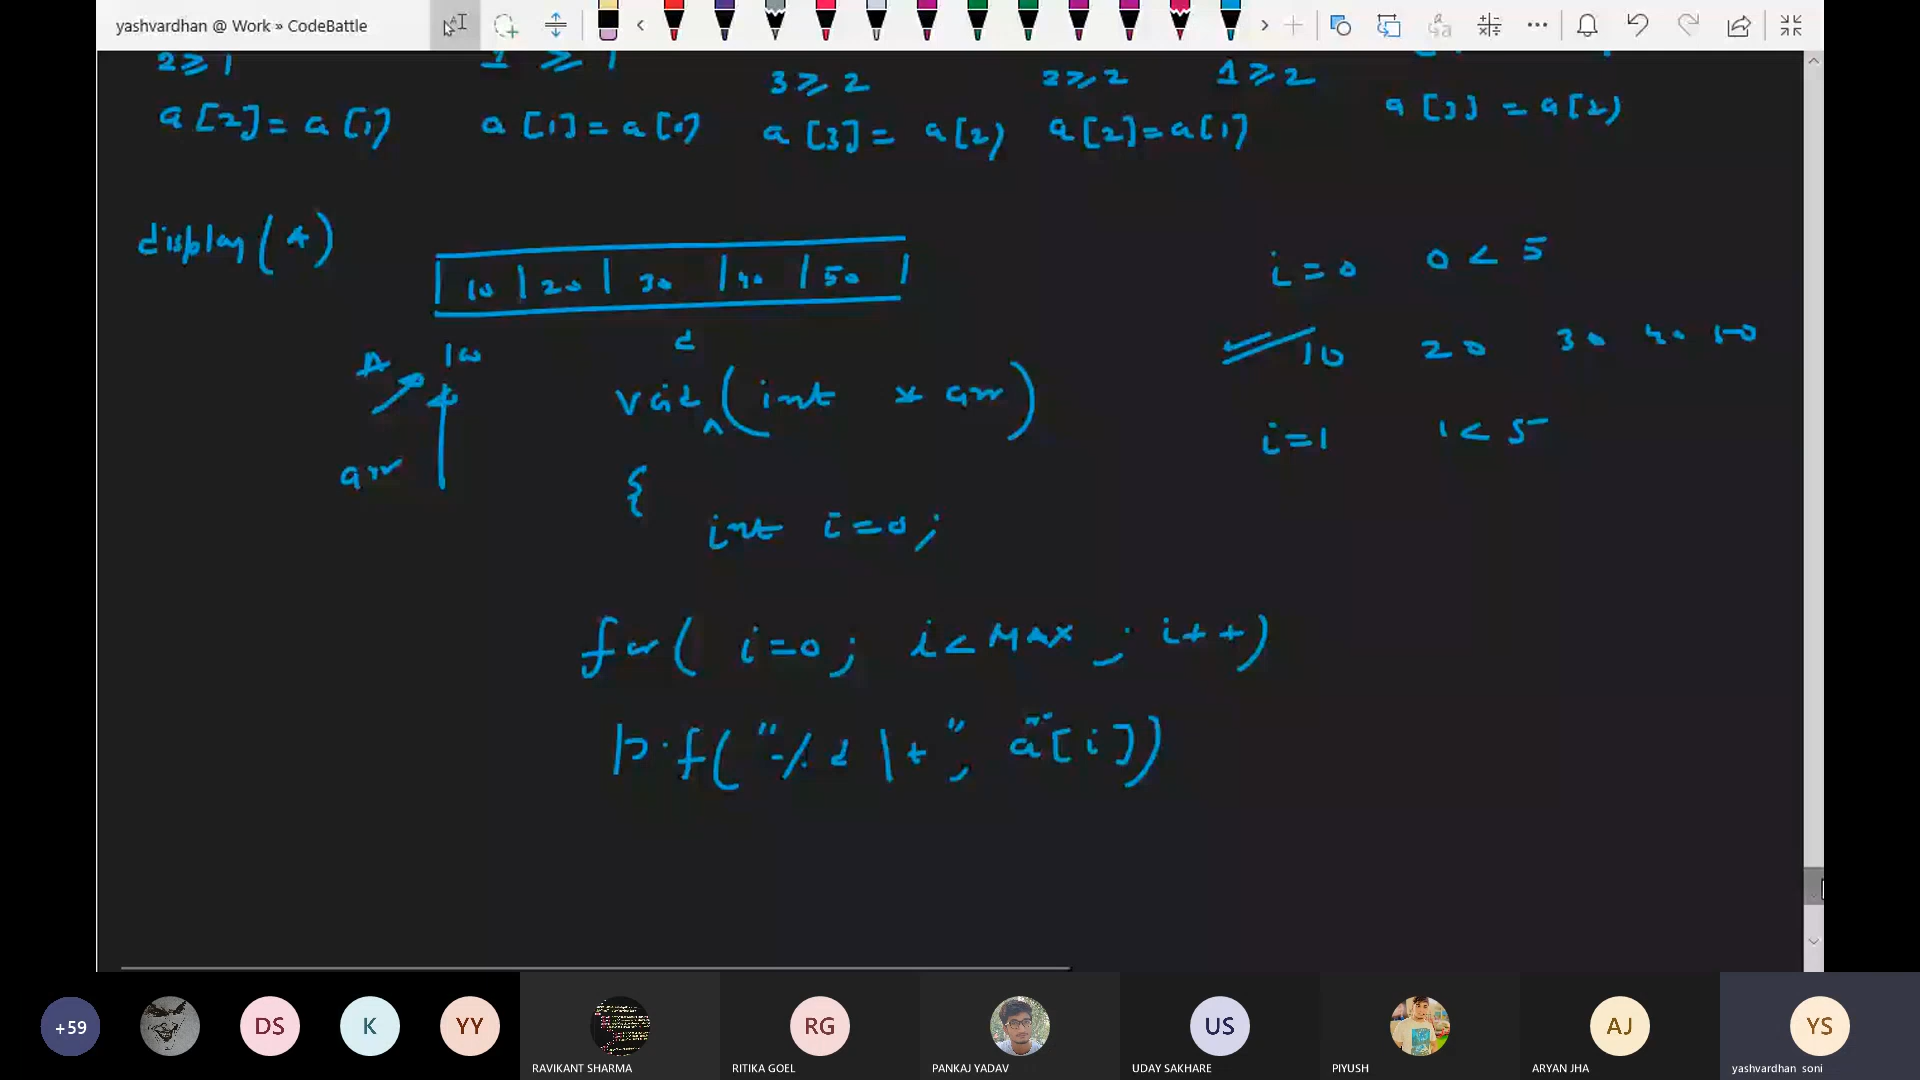 yashvardhan @ Work » CodeBattle
2 ≥ 1 1 ≥ 1 3 ≥ 2 2 ≥ 2 1 ≥ 2
a[2] = a[1] a[1] = a[0] a[3] = a[2] a[2] = a[1] a[3] = a[2]
display(A)
10 | 20 | 30 | 40 | 50
i=0 0 < 5
10 20 30 40 50
A 100
d
void ^ (int * arr)
i=1 1 < 5
arr
{
int i=0;
for( i=0; i<MAX ; i++)
p.f("%d \t", a[i])
+59
DS
K
YY
RG
US
AJ
YS
RAVIKANT SHARMA
RITIKA GOEL
PANKAJ YADAV
UDAY SAKHARE
PIYUSH
ARYAN JHA
yashvardhan soni